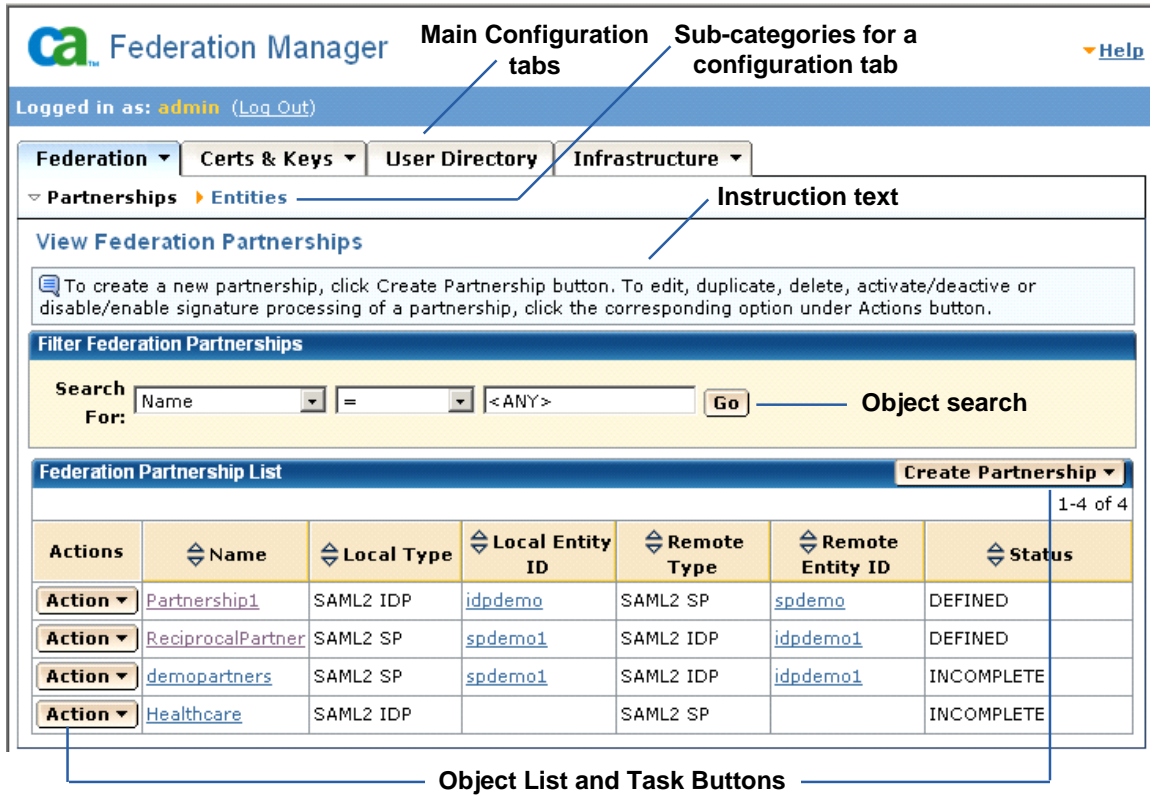 ca™ Federation Manager
Main Configuration tabs
Sub-categories for a configuration tab
Help
Logged in as: admin (Log Out)
Federation Certs & Keys User Directory Infrastructure
Partnerships Entities
Instruction text
View Federation Partnerships
To create a new partnership, click Create Partnership button. To edit, duplicate, delete, activate/deactive or
disable/enable signature processing of a partnership, click the corresponding option under Actions button.
Filter Federation Partnerships
Search For: Name = <ANY> Go
Object search
Federation Partnership List Create Partnership
1-4 of 4
Actions Name Local Type Local Entity ID Remote Type Remote Entity ID Status
Action Partnership1 SAML2 IDP idpdemo SAML2 SP spdemo DEFINED
Action ReciprocalPartner SAML2 SP spdemo1 SAML2 IDP idpdemo1 DEFINED
Action demopartners SAML2 SP spdemo1 SAML2 IDP idpdemo1 INCOMPLETE
Action Healthcare SAML2 IDP SAML2 SP INCOMPLETE
Object List and Task Buttons